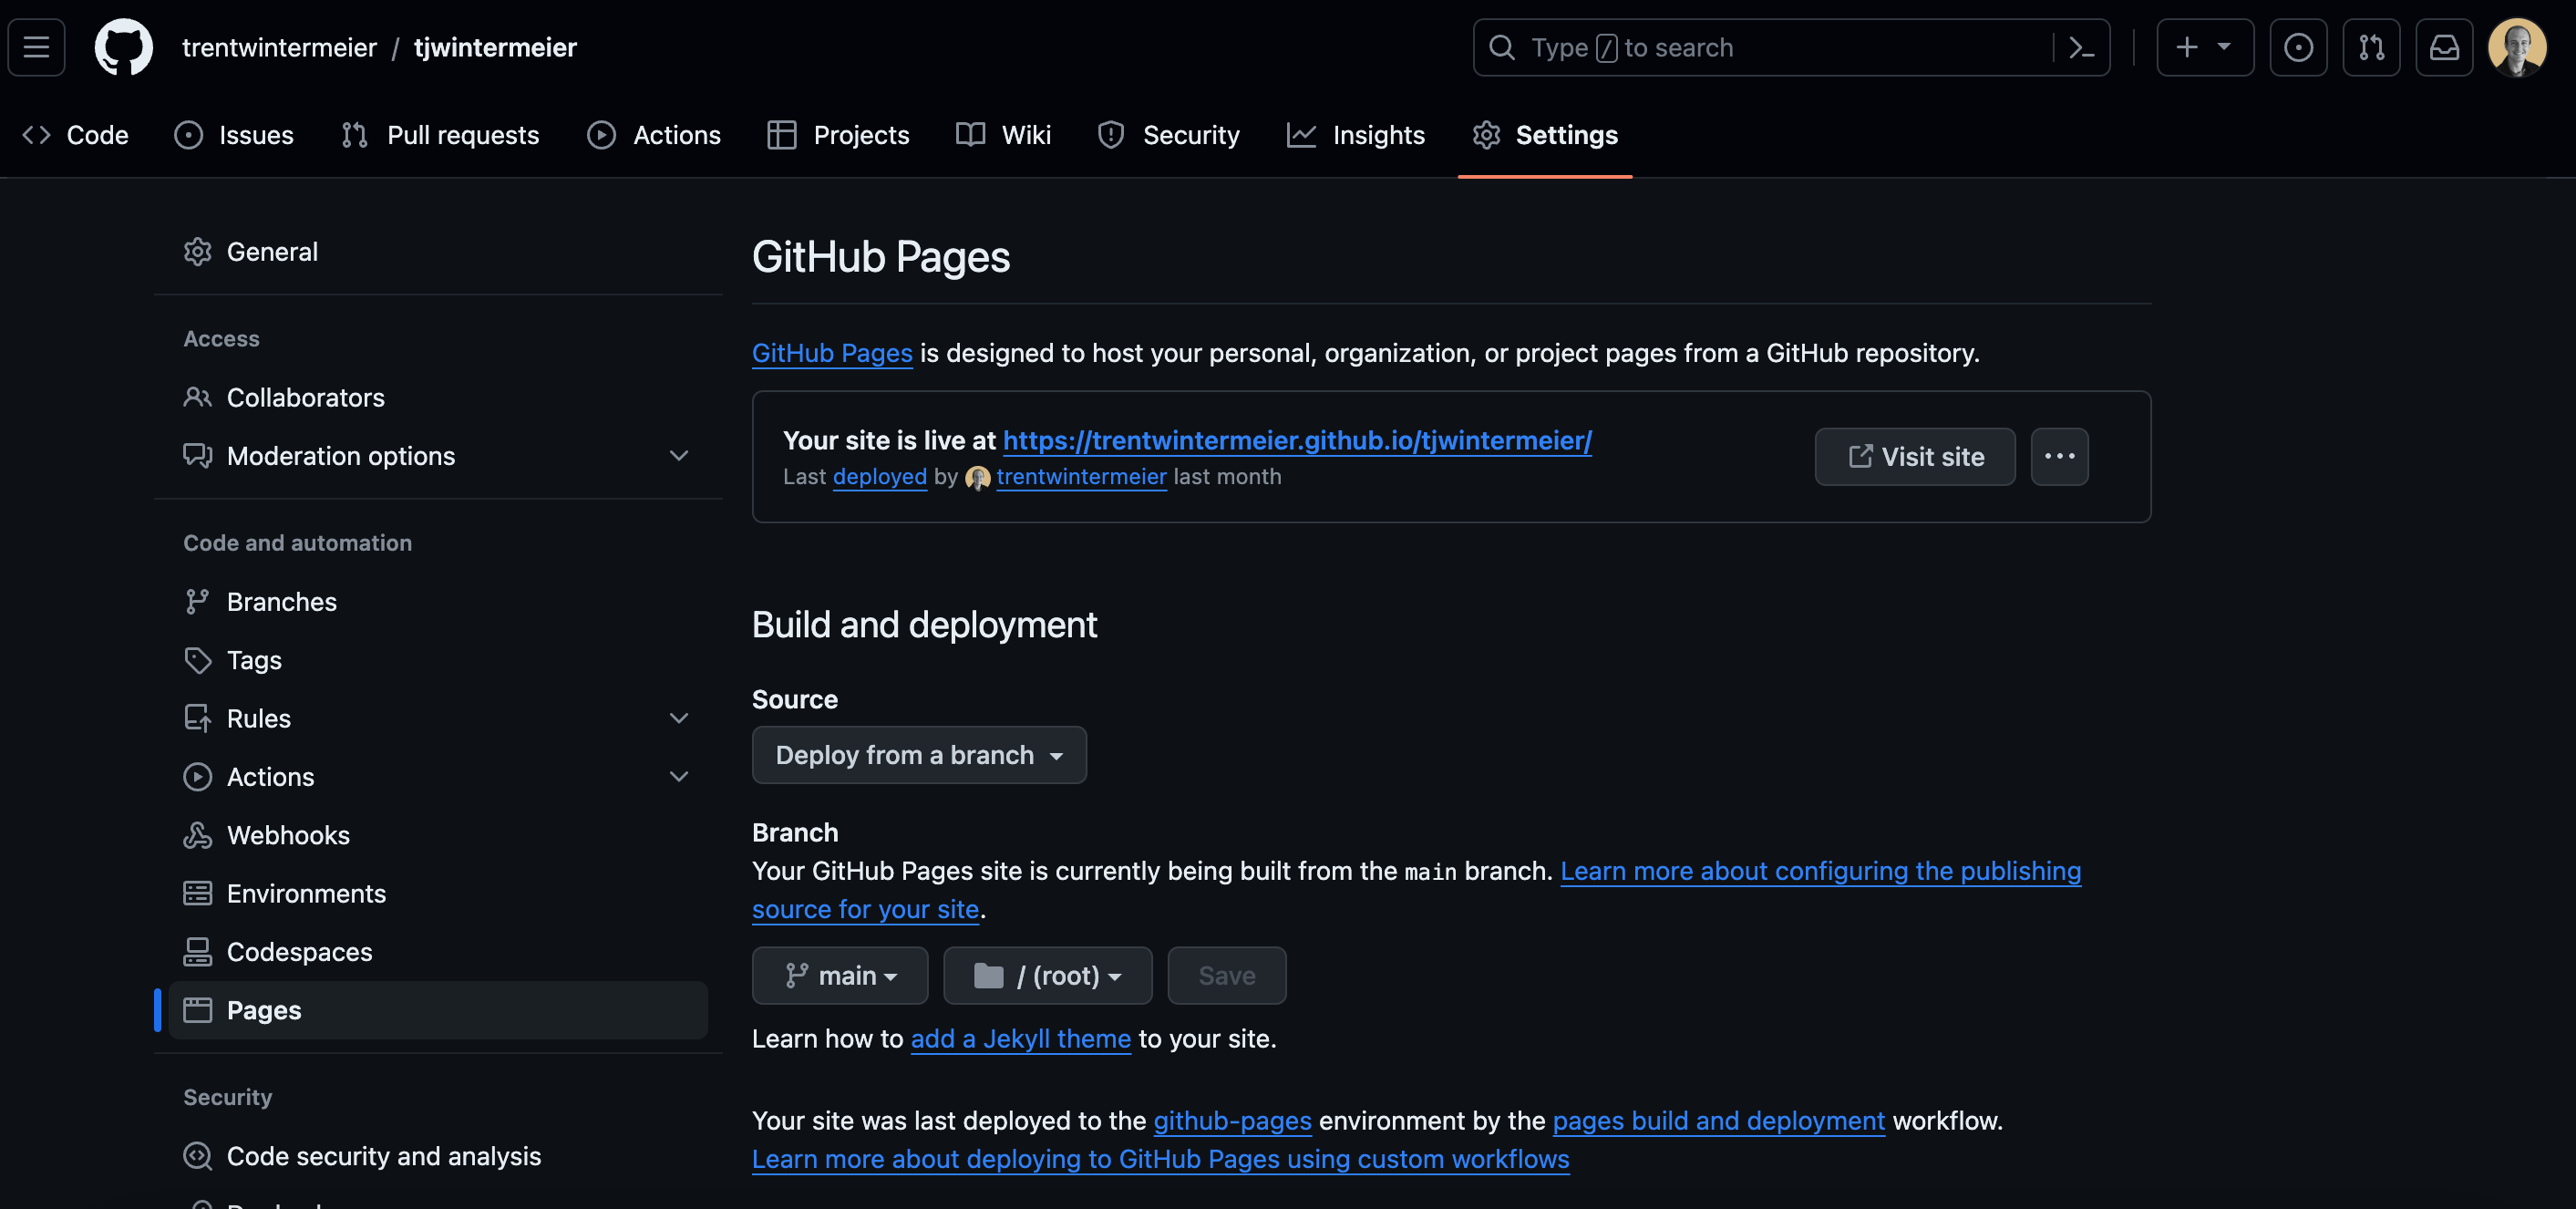 trentwintermeier / tjwintermeier
Type / to search
Code
Issues
Pull requests
Actions
Projects
Wiki
Security
Insights
Settings
General
Access
Collaborators
Moderation options
Code and automation
Branches
Tags
Rules
Actions
Webhooks
Environments
Codespaces
Pages
Security
Code security and analysis
GitHub Pages
GitHub Pages is designed to host your personal, organization, or project pages from a GitHub repository.
Your site is live at https://trentwintermeier.github.io/tjwintermeier/
Last deployed by trentwintermeier last month
Visit site
Build and deployment
Source
Deploy from a branch
Branch
Your GitHub Pages site is currently being built from the main branch. Learn more about configuring the publishing
source for your site.
main
/ (root)
Save
Learn how to add a Jekyll theme to your site.
Your site was last deployed to the github-pages environment by the pages build and deployment workflow.
Learn more about deploying to GitHub Pages using custom workflows